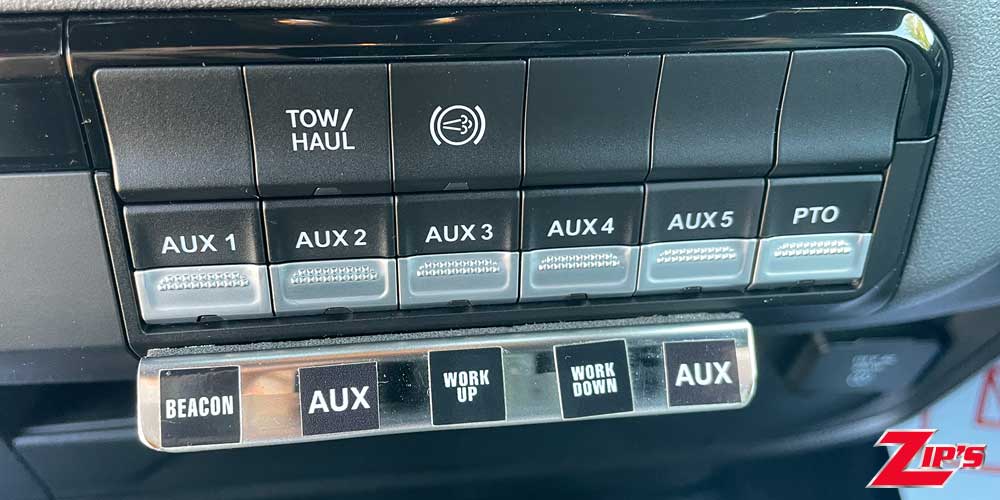 TOW/
HAUL
AUX 1 AUX 2 AUX 3 AUX 4 AUX 5 PTO
BEACON AUX WORK UP WORK DOWN AUX
ZIP'S